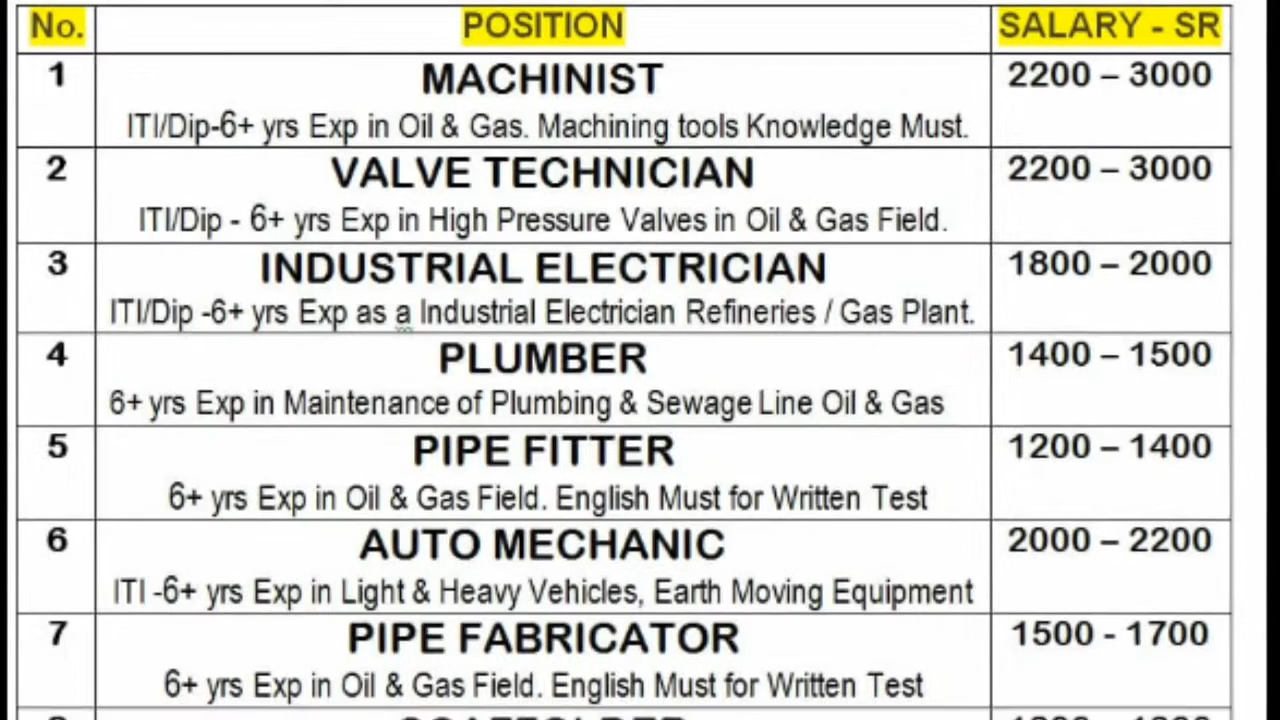 No. POSITION SALARY - SR
1 MACHINIST 2200 – 3000
ITI/Dip-6+ yrs Exp in Oil & Gas. Machining tools Knowledge Must.
2 VALVE TECHNICIAN 2200 – 3000
ITI/Dip - 6+ yrs Exp in High Pressure Valves in Oil & Gas Field.
3 INDUSTRIAL ELECTRICIAN 1800 – 2000
ITI/Dip -6+ yrs Exp as a Industrial Electrician Refineries / Gas Plant.
4 PLUMBER 1400 – 1500
6+ yrs Exp in Maintenance of Plumbing & Sewage Line Oil & Gas
5 PIPE FITTER 1200 – 1400
6+ yrs Exp in Oil & Gas Field. English Must for Written Test
6 AUTO MECHANIC 2000 – 2200
ITI -6+ yrs Exp in Light & Heavy Vehicles, Earth Moving Equipment
7 PIPE FABRICATOR 1500 - 1700
6+ yrs Exp in Oil & Gas Field. English Must for Written Test